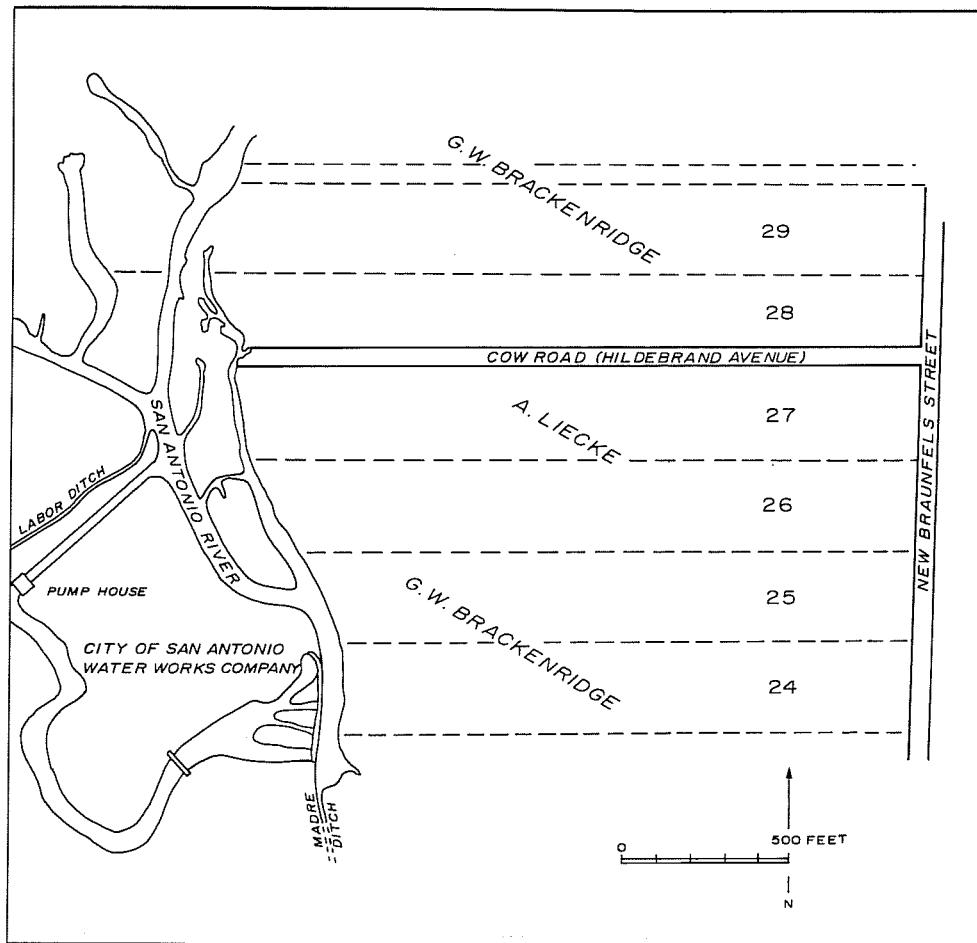 G.W. BRACKENRIDGE
29
28
COW ROAD (HILDEBRAND AVENUE)
NEW BRAUNFELS STREET
A. LIECKE
27
SAN ANTONIO RIVER
LABOR DITCH
26
PUMP HOUSE
G.W. BRACKENRIDGE
25
CITY OF SAN ANTONIO
WATER WORKS COMPANY
24
MADRE
DITCH
0
500 FEET
N